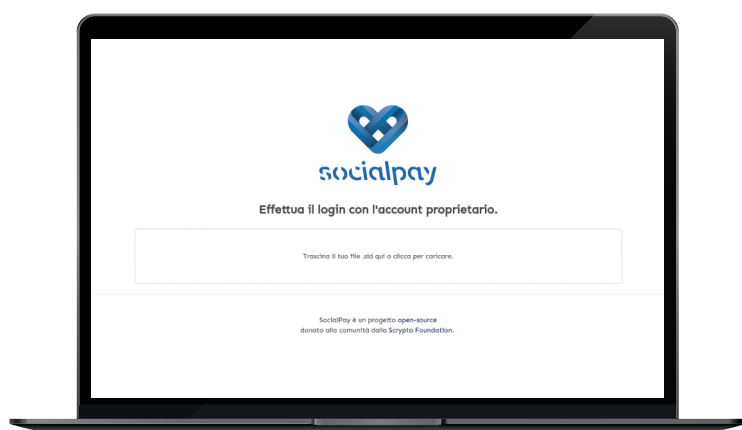 socialpay
Effettua il login con l'account proprietario.
Trascina il tuo file .sid qui o clicca per caricare.
SocialPay è un progetto open-source
donato alla comunità dalla Scrypta Foundation.